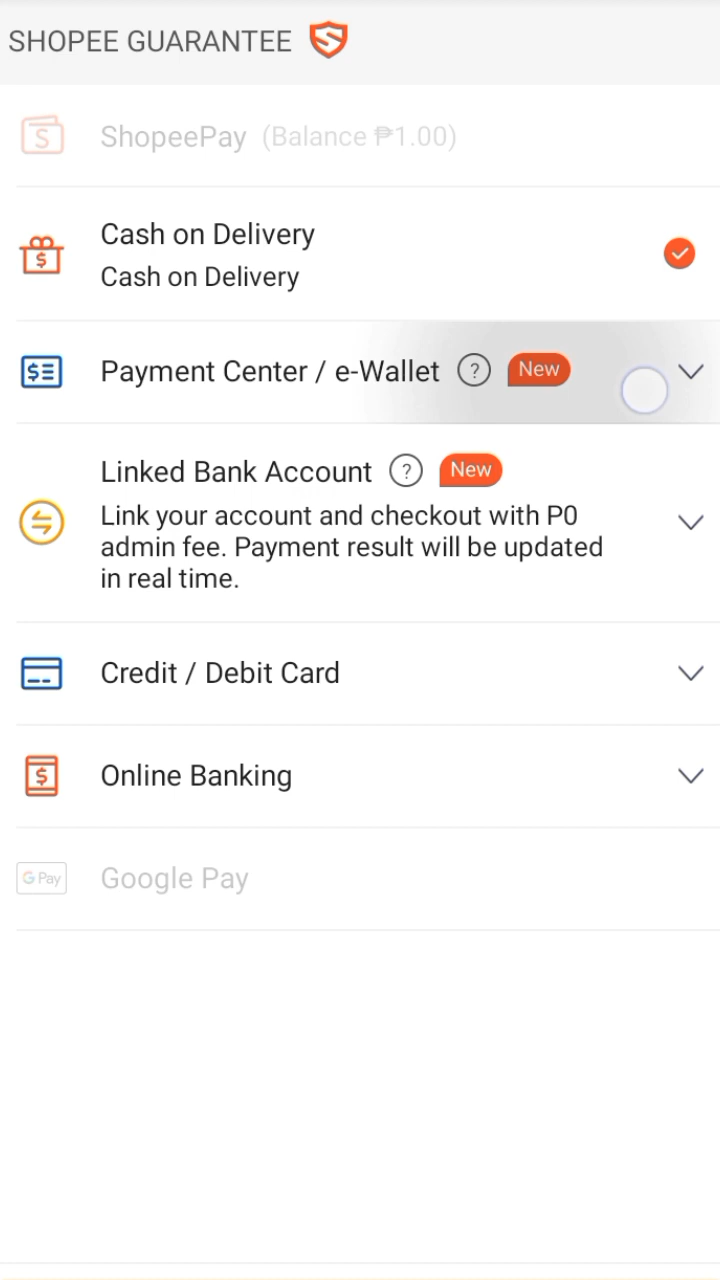 SHOPEE GUARANTEE
ShopeePay (Balance ₱1.00)
Cash on Delivery
Cash on Delivery
Payment Center / e-Wallet ? New
Linked Bank Account ? New
Link your account and checkout with P0
admin fee. Payment result will be updated
in real time.
Credit / Debit Card
Online Banking
G Pay Google Pay